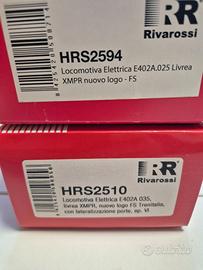 RR
Rivarossi
HRS2594
Locomotiva Elettrica E402A.025 Livrea
XMPR nuovo logo - FS
RR
Rivarossi
HRS2510
Locomotiva Elettrica E402A 035,
livrea XMPR, nuovo logo FS Trenitalia,
con lateralizzazione porte, ep. VI